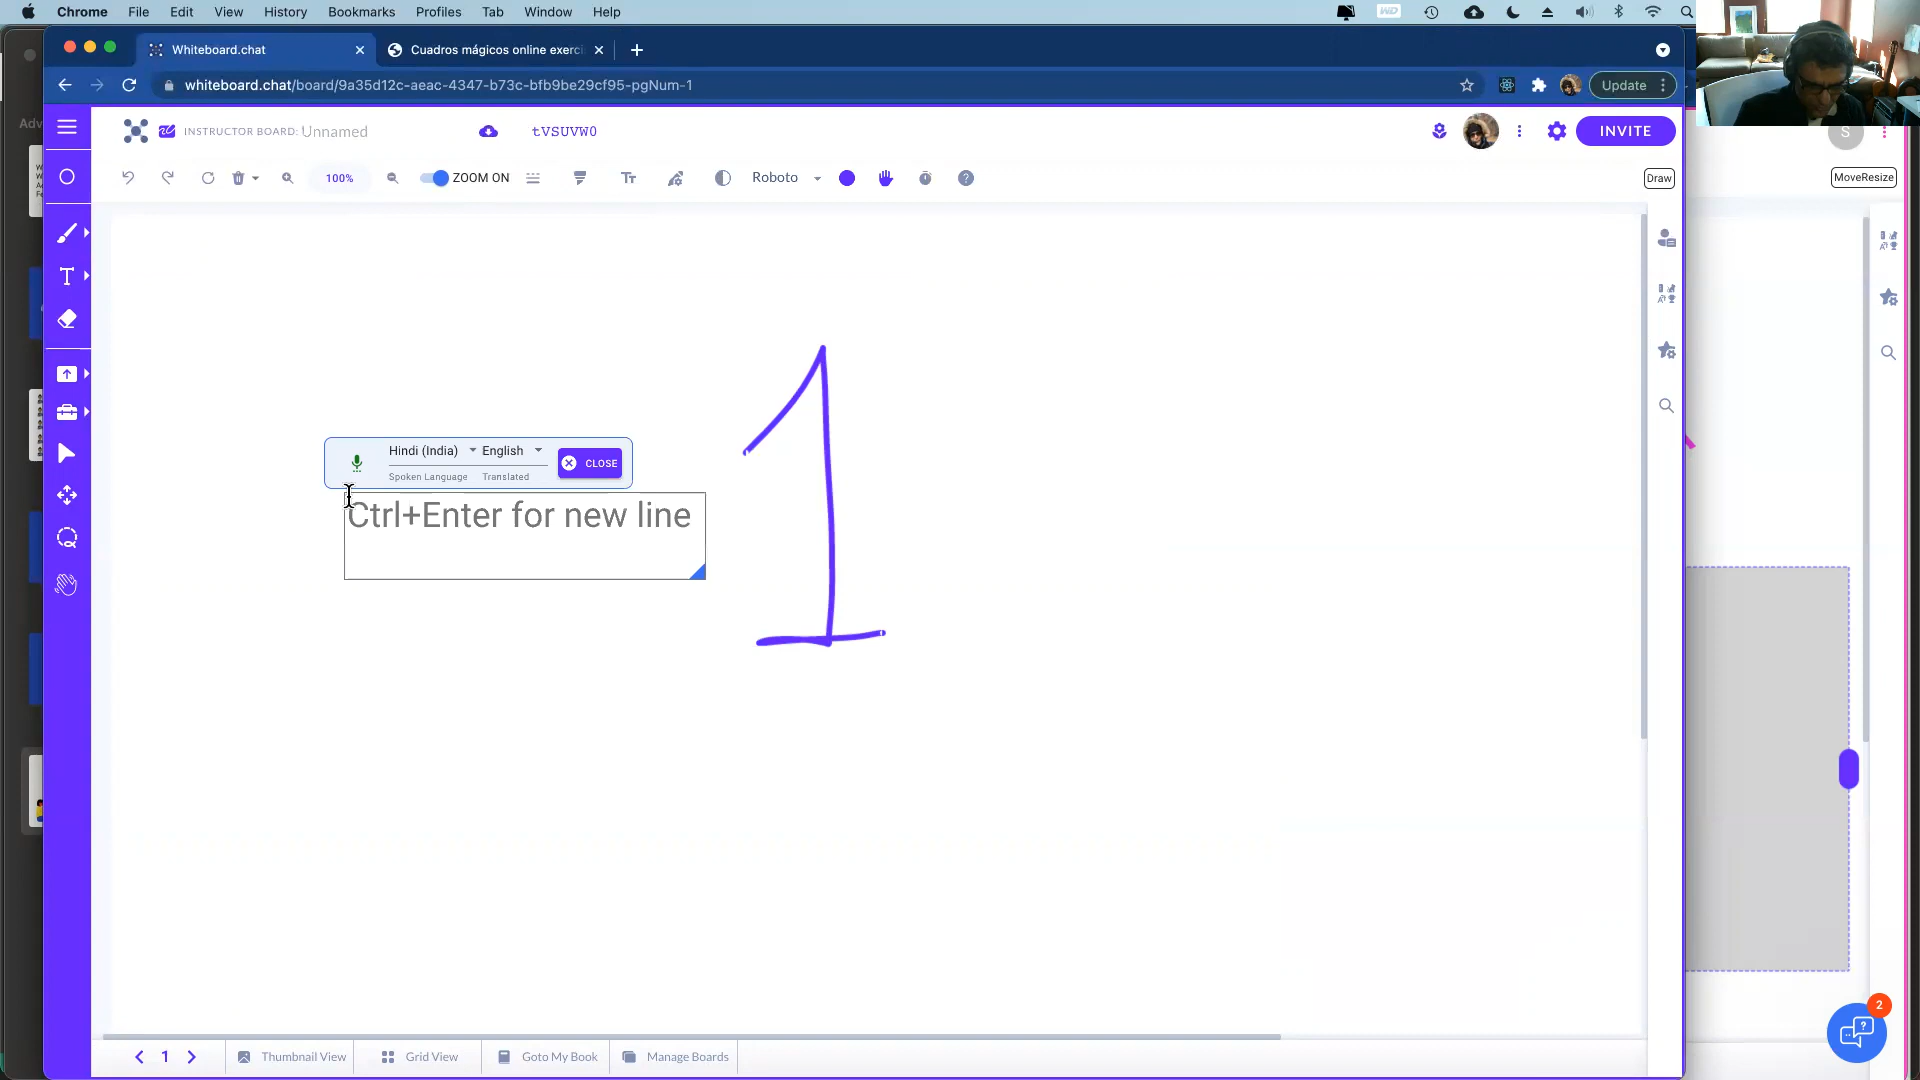 Chrome File Edit View History Bookmarks Profiles Tab Window Help
WD
Whiteboard.chat
Cuadros mágicos online exerci
whiteboard.chat/board/9a35d12c-aeac-4347-b73c-bfb9be29cf95-pgNum-1
Update
INSTRUCTOR BOARD: Unnamed
tVSUVW0
INVITE
S
100%
ZOOM ON
Roboto
Draw
MoveResize
1
Hindi (India)
English
CLOSE
Spoken Language
Translated
Ctrl+Enter for new line
2
1
Thumbnail View
Grid View
Goto My Book
Manage Boards